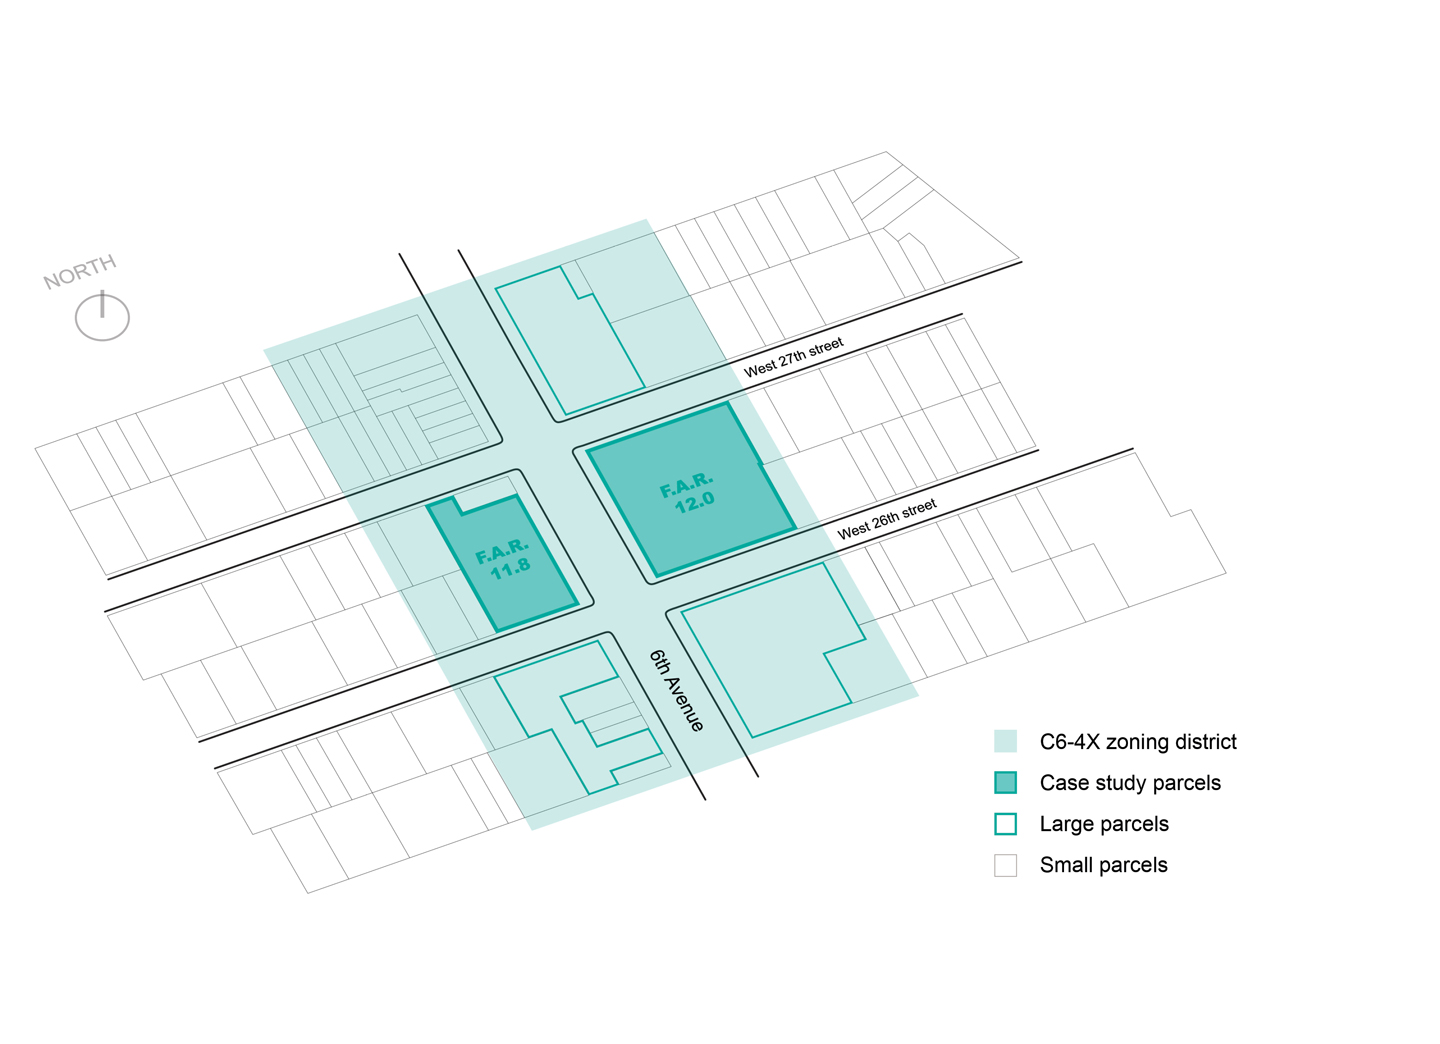 NORTH
West 27th street
F.A.R.
12.0
West 26th street
F.A.R.
11.8
6th Avenue
C6-4X zoning district
Case study parcels
Large parcels
Small parcels